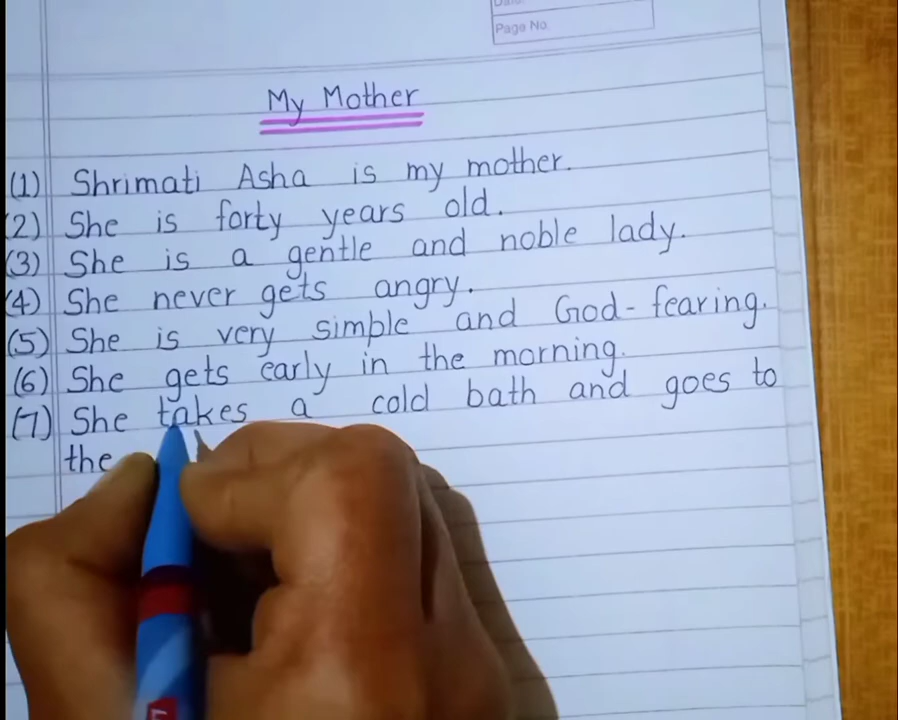 Page No.
My Mother
(1) Shrimati Asha is my mother.
(2) She is forty years old.
(3) She is a gentle and noble lady.
(4) She never gets angry.
(5) She is very simple and God-fearing.
(6) She gets early in the morning.
(7) She takes a cold bath and goes to
the